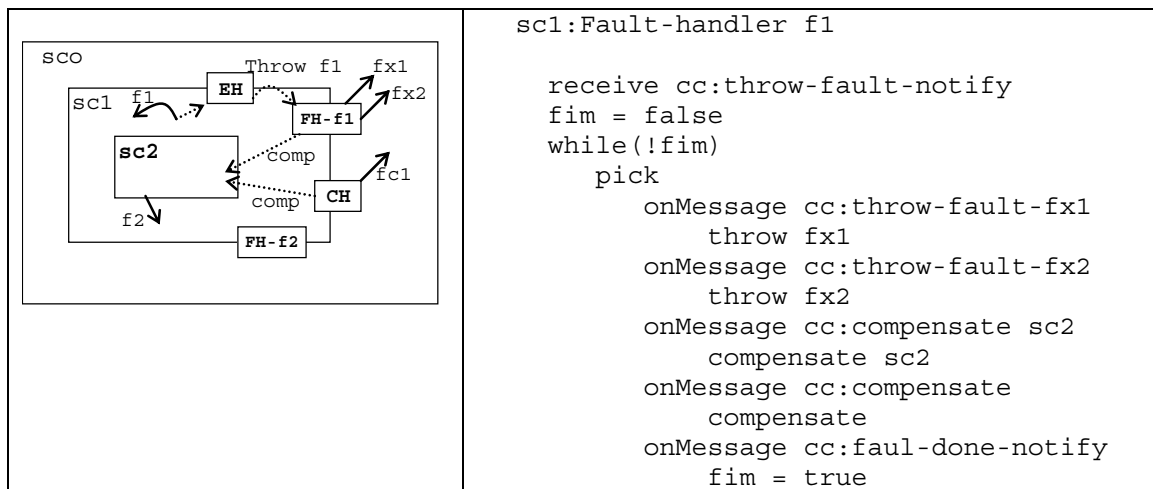 sco
Throw f1
fx1
EH
fx2
sc1
f1
FH-f1
sc2
comp
fc1
CH
comp
f2
FH-f2
sc1:Fault-handler f1
receive cc:throw-fault-notify
fim = false
while(!fim)
pick
onMessage cc:throw-fault-fx1
throw fx1
onMessage cc:throw-fault-fx2
throw fx2
onMessage cc:compensate sc2
compensate sc2
onMessage cc:compensate
compensate
onMessage cc:faul-done-notify
fim = true